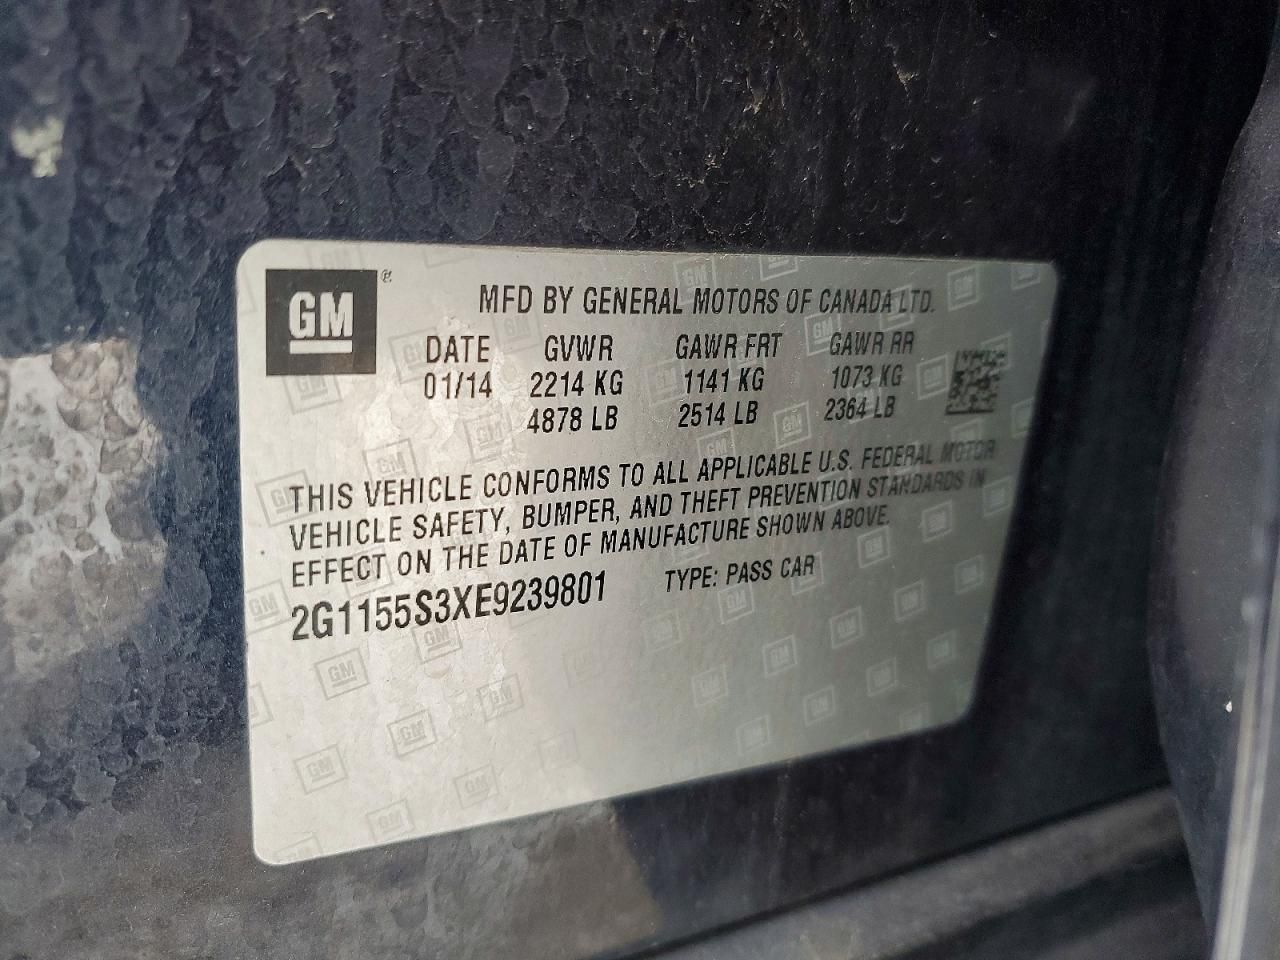 GM ®
MFD BY GENERAL MOTORS OF CANADA LTD.
DATE GVWR GAWR FRT GAWR RR
01/14 2214 KG 1141 KG 1073 KG
4878 LB 2514 LB 2364 LB
THIS VEHICLE CONFORMS TO ALL APPLICABLE U.S. FEDERAL MOTOR
VEHICLE SAFETY, BUMPER, AND THEFT PREVENTION STANDARDS IN
EFFECT ON THE DATE OF MANUFACTURE SHOWN ABOVE.
2G1155S3XE9239801 TYPE: PASS CAR